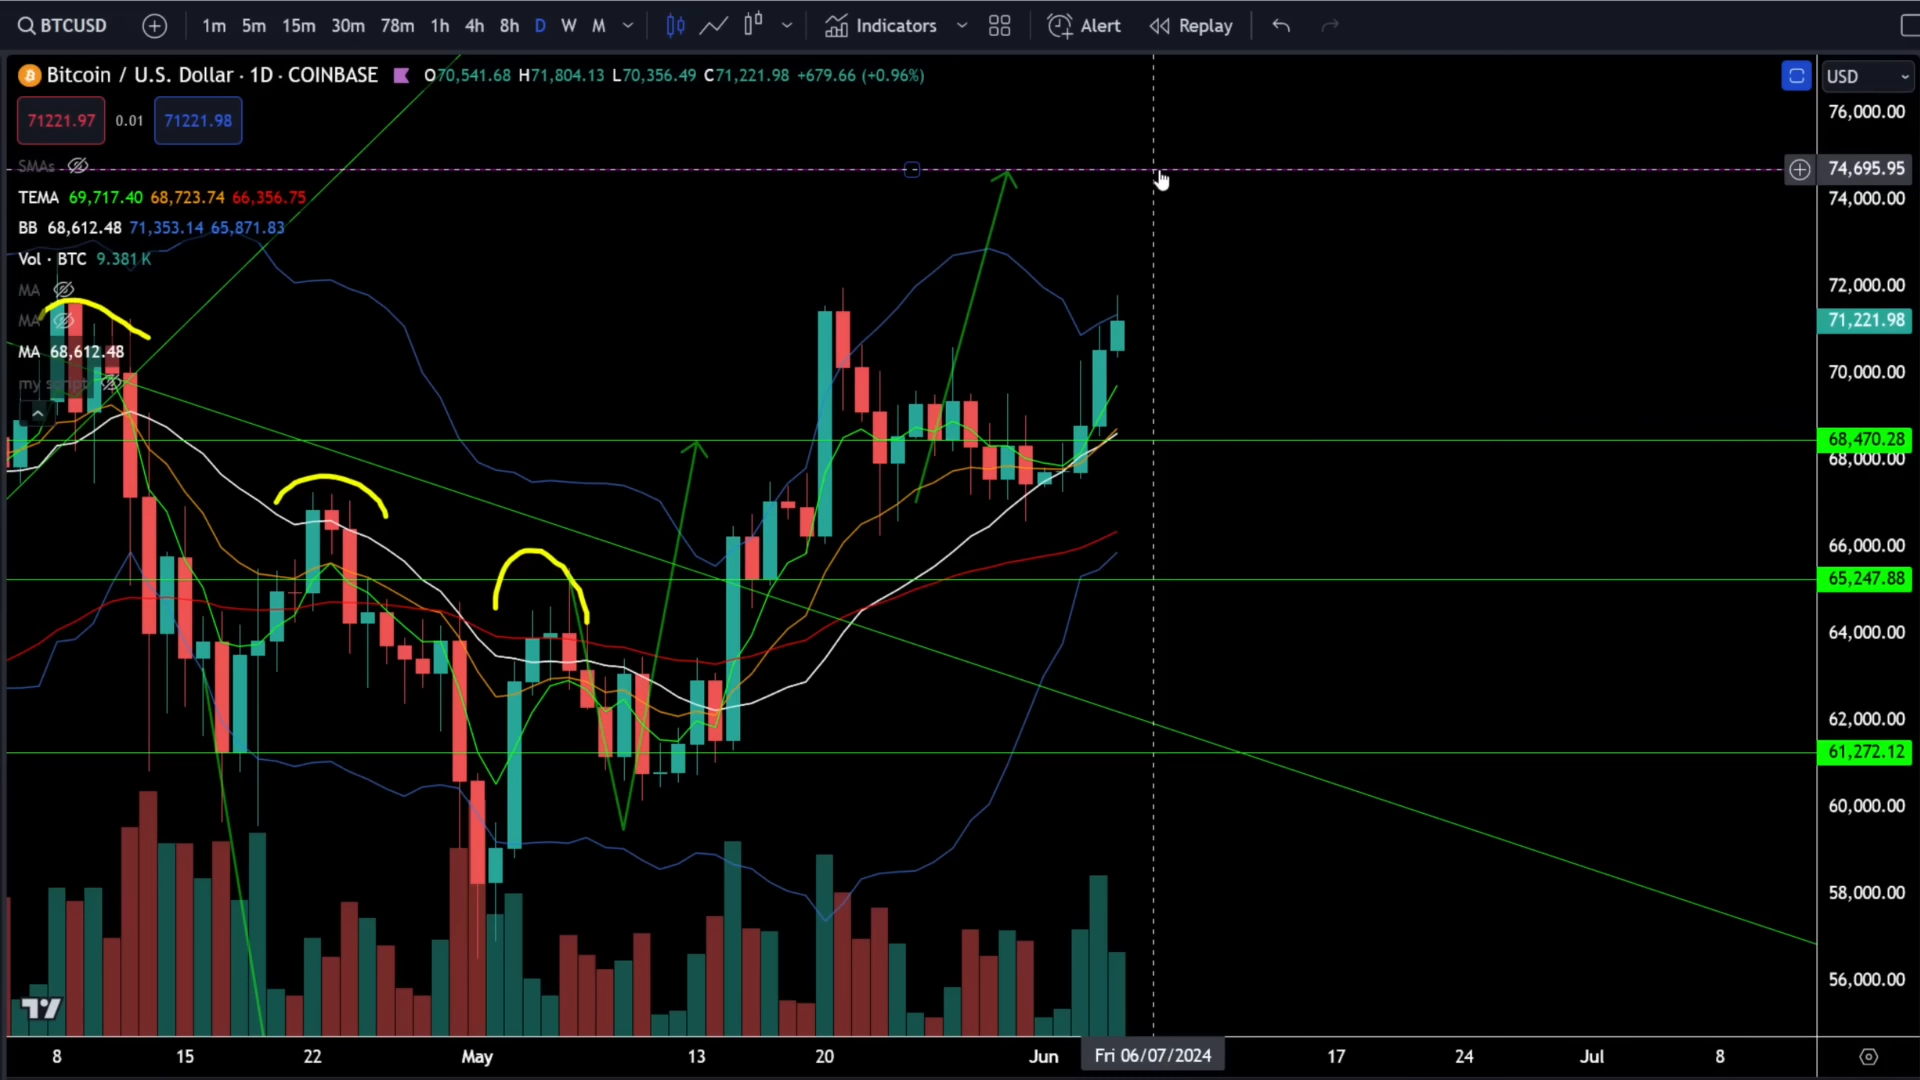 BTCUSD 1m 5m 15m 30m 78m 1h 4h 8h D W M Indicators Alert Replay
Bitcoin / U.S. Dollar · 1D · COINBASE O70,541.68 H71,804.13 L70,356.49 C71,221.98 +679.66 (+0.96%)
USD
71221.97 0.01 71221.98
76,000.00
SMAs
74,695.95
TEMA 69,717.40 68,723.74 66,356.75
74,000.00
BB 68,612.48 71,353.14 65,871.83
Vol · BTC 9.381 K
MA
72,000.00
MA
71,221.98
MA 68,612.48
70,000.00
my script
68,470.28
68,000.00
66,000.00
65,247.88
64,000.00
62,000.00
61,272.12
60,000.00
58,000.00
56,000.00
8 15 22 May 13 20 Jun Fri 06/07/2024 17 24 Jul 8